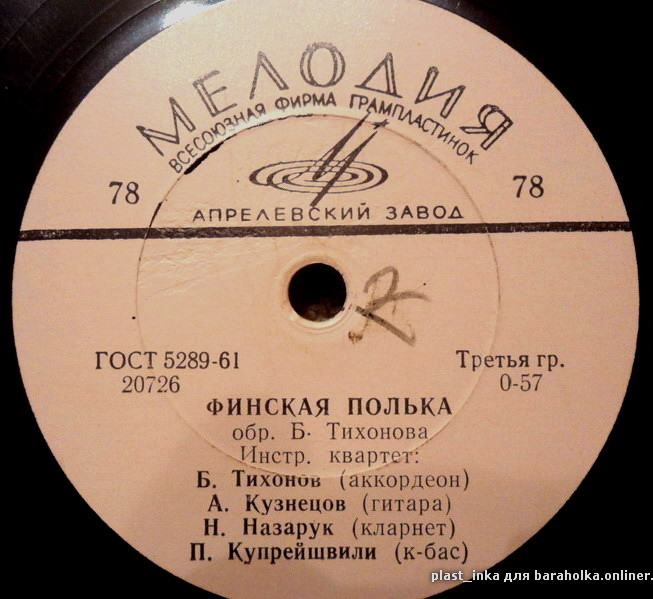 МЕЛОДИЯ
ВСЕСОЮЗНАЯ ФИРМА ГРАМПЛАСТИНОК
78 78
АПРЕЛЕВСКИЙ ЗАВОД
ГОСТ 5289-61 Третья гр.
20726 0-57
ФИНСКАЯ ПОЛЬКА
обр. Б. Тихонова
Инстр. квартет:
Б. Тихонов (аккордеон)
А. Кузнецов (гитара)
Н. Назарук (кларнет)
П. Купрейшвили (к-бас)
plast_inka для baraholka.onliner.